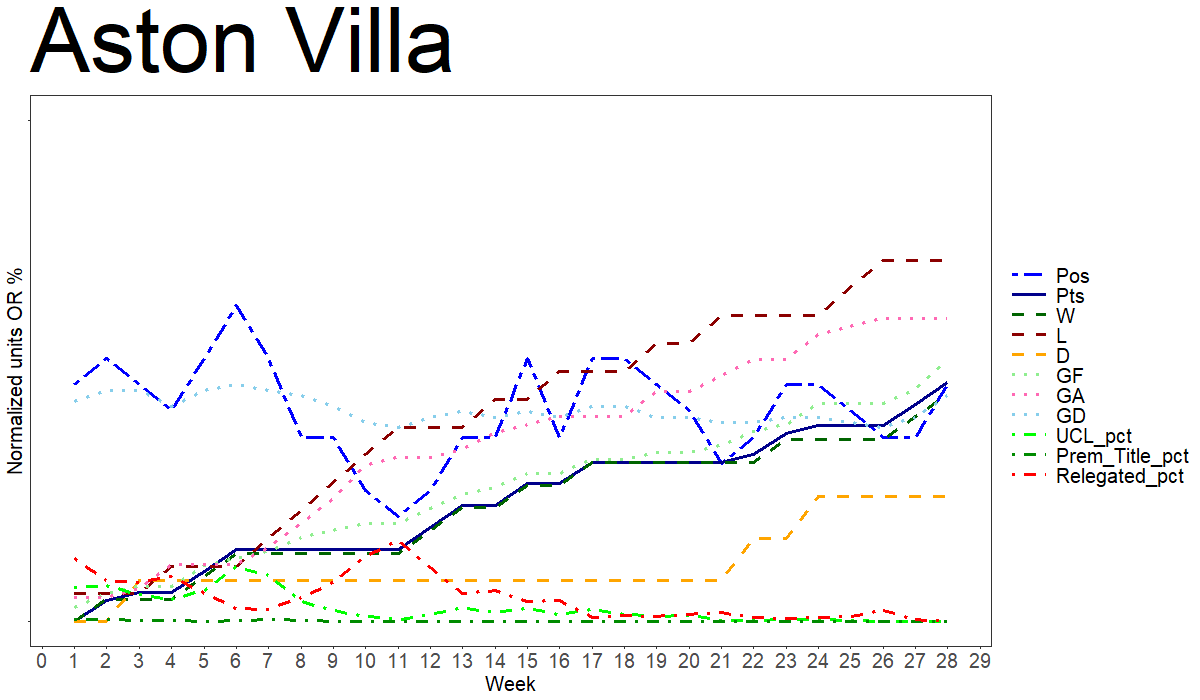 Aston Villa
Normalized units OR %
Pos
Pts
W
L
D
GF
GA
GD
UCL_pct
Prem_Title_pct
Relegated_pct
0 1 2 3 4 5 6 7 8 9 10 11 12 13 14 15 16 17 18 19 20 21 22 23 24 25 26 27 28 29
Week